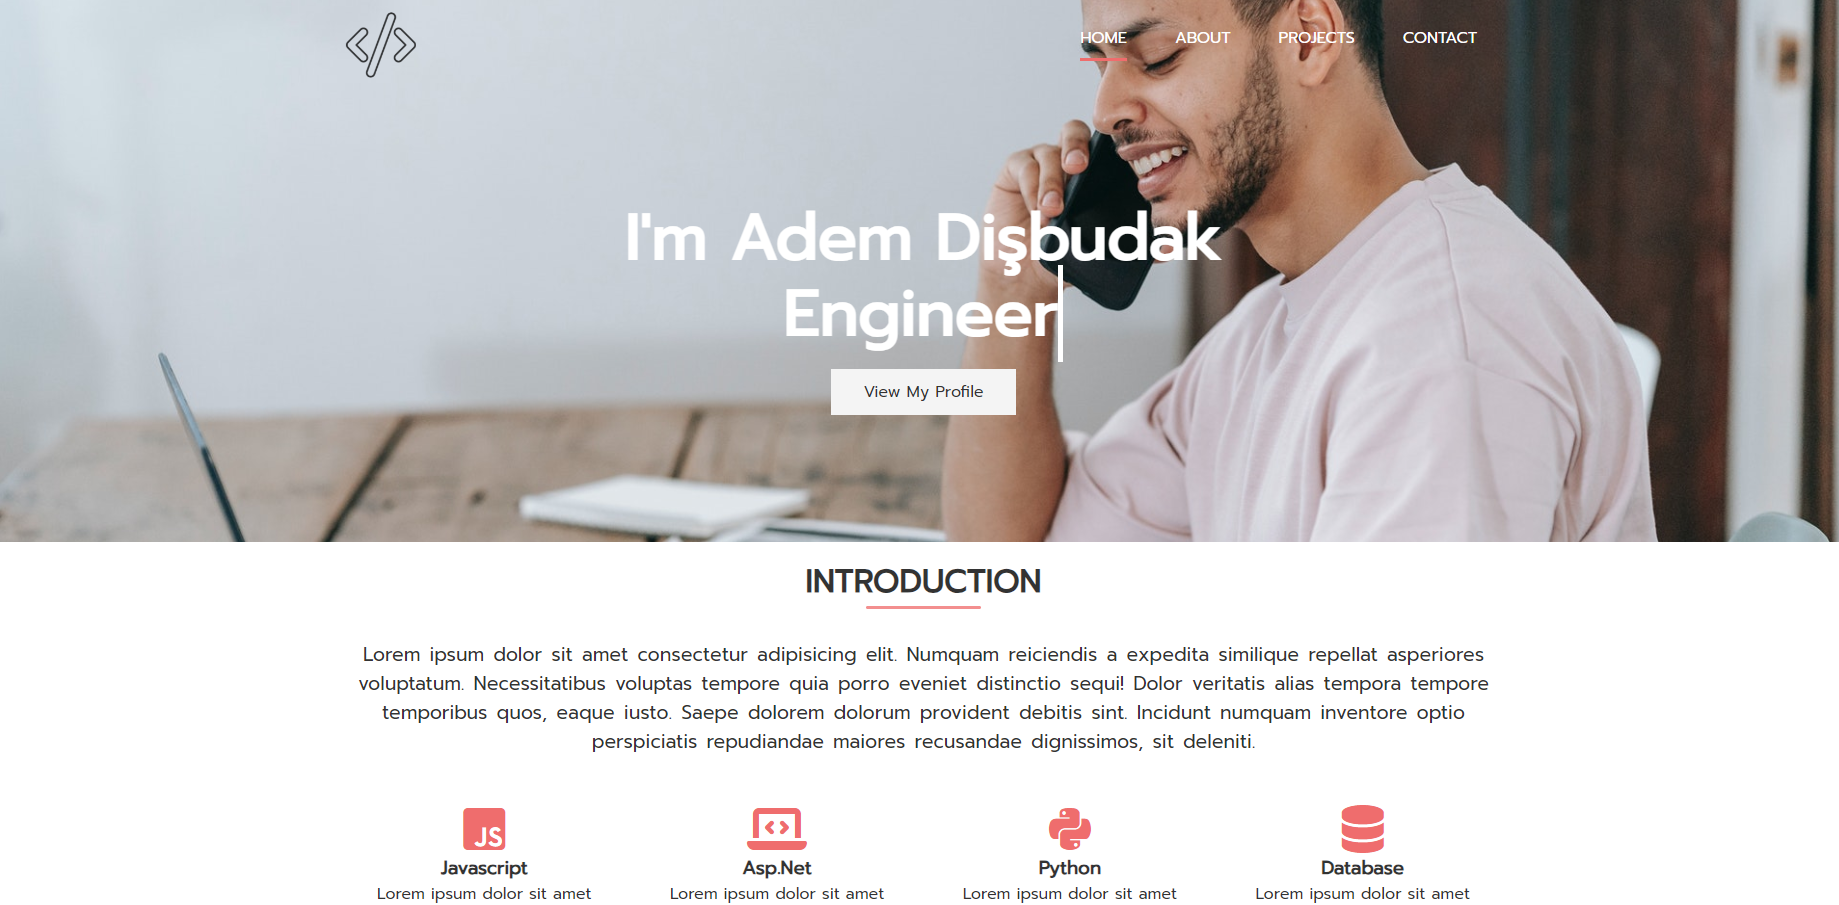 HOME ABOUT PROJECTS CONTACT
I'm Adem Dişbudak
Engineer
View My Profile
INTRODUCTION
Lorem ipsum dolor sit amet consectetur adipisicing elit. Numquam reiciendis a expedita similique repellat asperiores
voluptatum. Necessitatibus voluptas tempore quia porro eveniet distinctio sequi! Dolor veritatis alias tempora tempore
temporibus quos, eaque iusto. Saepe dolorem dolorum provident debitis sint. Incidunt numquam inventore optio
perspiciatis repudiandae maiores recusandae dignissimos, sit deleniti.
JS
Javascript Asp.Net Python Database
Lorem ipsum dolor sit amet Lorem ipsum dolor sit amet Lorem ipsum dolor sit amet Lorem ipsum dolor sit amet